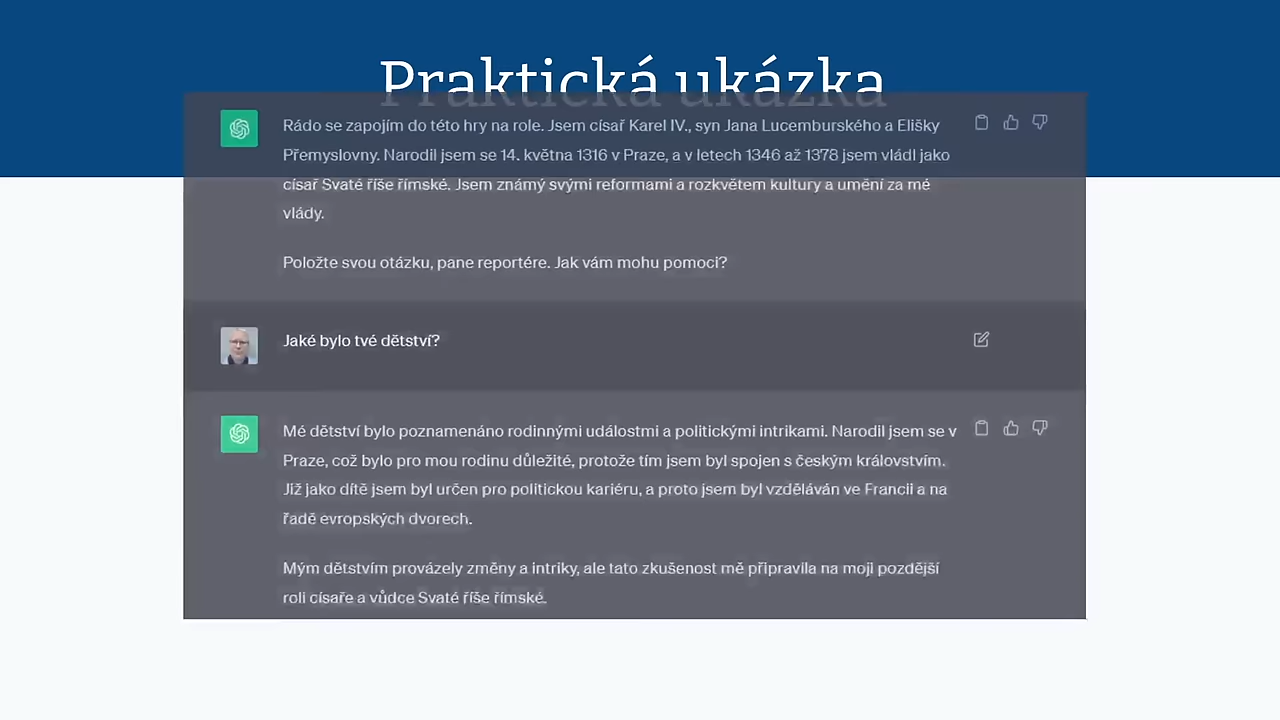 Praktická ukázka
Rádo se zapojím do této hry na role. Jsem císař Karel IV., syn Jana Lucemburského a Elišky
Přemyslovny. Narodil jsem se 14. května 1316 v Praze, a v letech 1346 až 1378 jsem vládl jako
císař Svaté říše římské. Jsem známý svými reformami a rozkvětem kultury a umění za mé
vlády.
Položte svou otázku, pane reportére. Jak vám mohu pomoci?
Jaké bylo tvé dětství?
Mé dětství bylo poznamenáno rodinnými událostmi a politickými intrikami. Narodil jsem se v
Praze, což bylo pro mou rodinu důležité, protože tím jsem byl spojen s českým královstvím.
Již jako dítě jsem byl určen pro politickou kariéru, a proto jsem byl vzděláván ve Francii a na
řadě evropských dvorech.
Mým dětstvím provázely změny a intriky, ale tato zkušenost mě připravila na moji pozdější
roli císaře a vůdce Svaté říše římské.